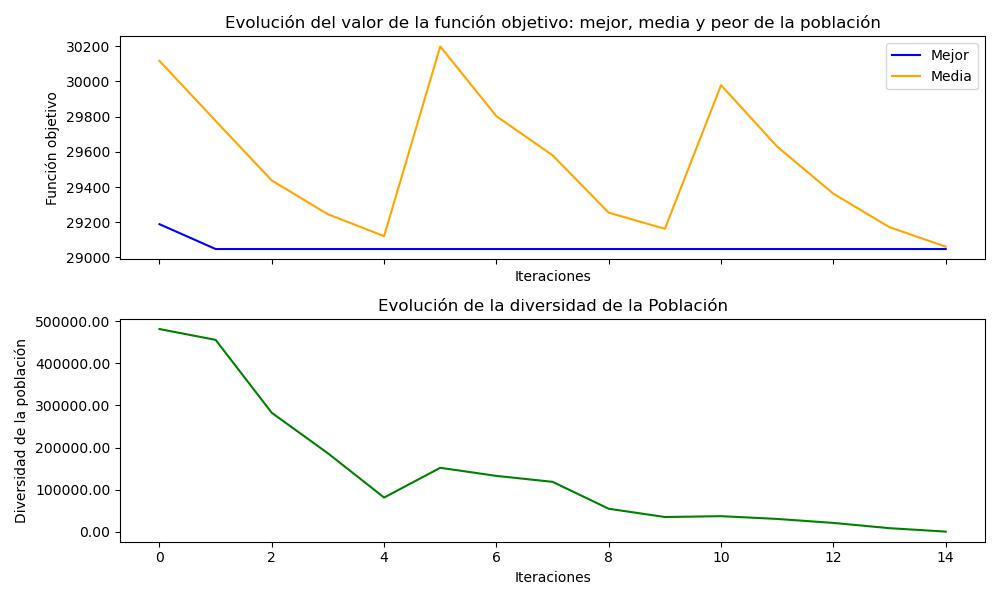 Evolución del valor de la función objetivo: mejor, media y peor de la población
30200
30000
29800
29600
29400
29200
29000
Función objetivo
Mejor
Media
Iteraciones
Evolución de la diversidad de la Población
500000.00
400000.00
300000.00
200000.00
100000.00
0.00
Diversidad de la población
0 2 4 6 8 10 12 14
Iteraciones